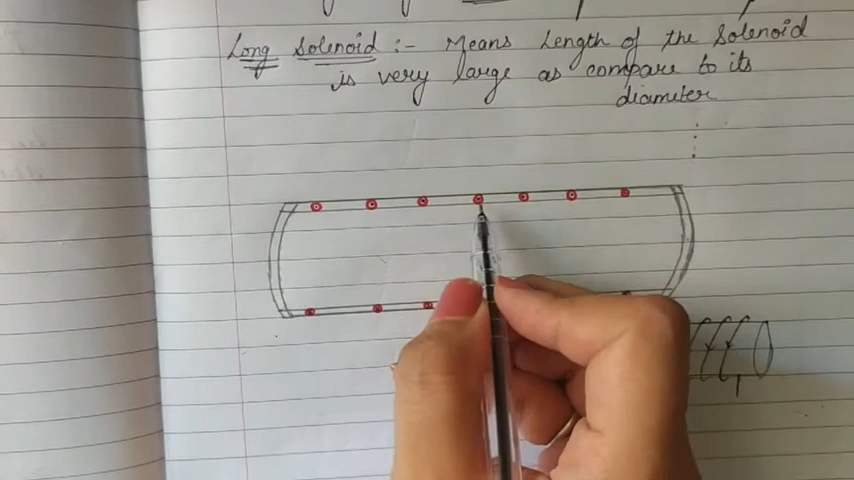 Long Solenoid :- Means Length of the Solenoid
is very large as compare to its
diameter